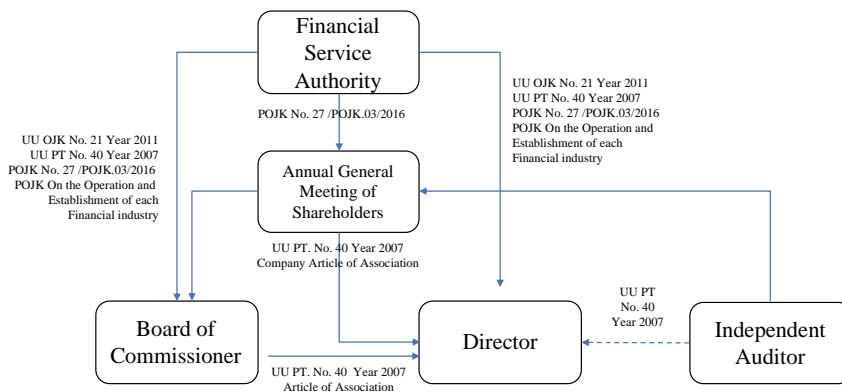 Financial
Service
Authority
UU OJK No. 21 Year 2011
UU PT No. 40 Year 2007
POJK No. 27 /POJK.03/2016
POJK On the Operation and
Establishment of each
Financial industry
POJK No. 27 /POJK.03/2016
UU OJK No. 21 Year 2011
UU PT No. 40 Year 2007
POJK No. 27 /POJK.03/2016
POJK On the Operation and
Establishment of each
Financial industry
Annual General
Meeting of
Shareholders
UU PT. No. 40 Year 2007
Company Article of Association
UU PT
No. 40
Year 2007
Board of
Commissioner
Director
Independent
Auditor
UU PT. No. 40 Year 2007
Article of Association